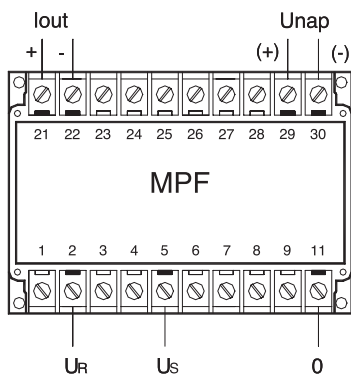 Iout Unap
+ - (+) (-)
21 22 23 24 25 26 27 28 29 30
MPF
1 2 3 4 5 6 7 8 9 11
UR US 0